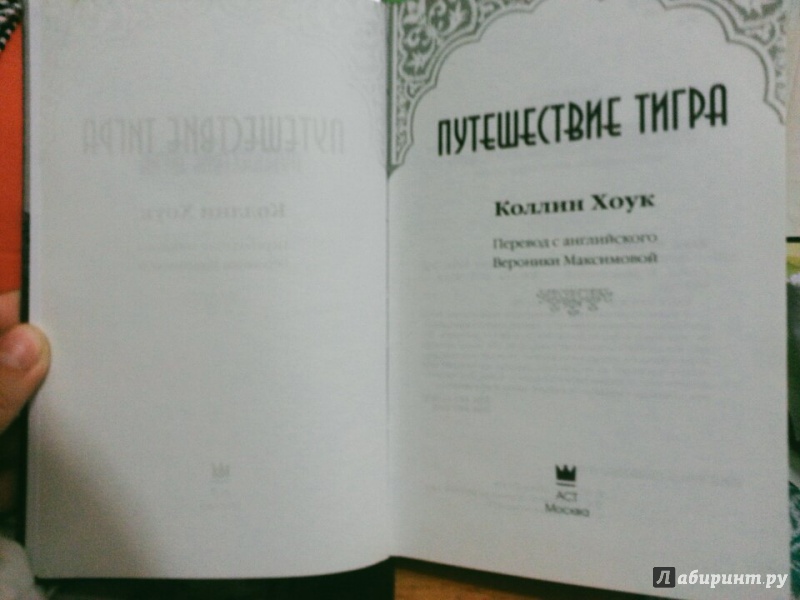 ПУТЕШЕСТВИЕ ТИГРА
Коллин Хоук
Перевод с английского
Вероники Максимовой
АСТ
Москва
Лабиринт.ру